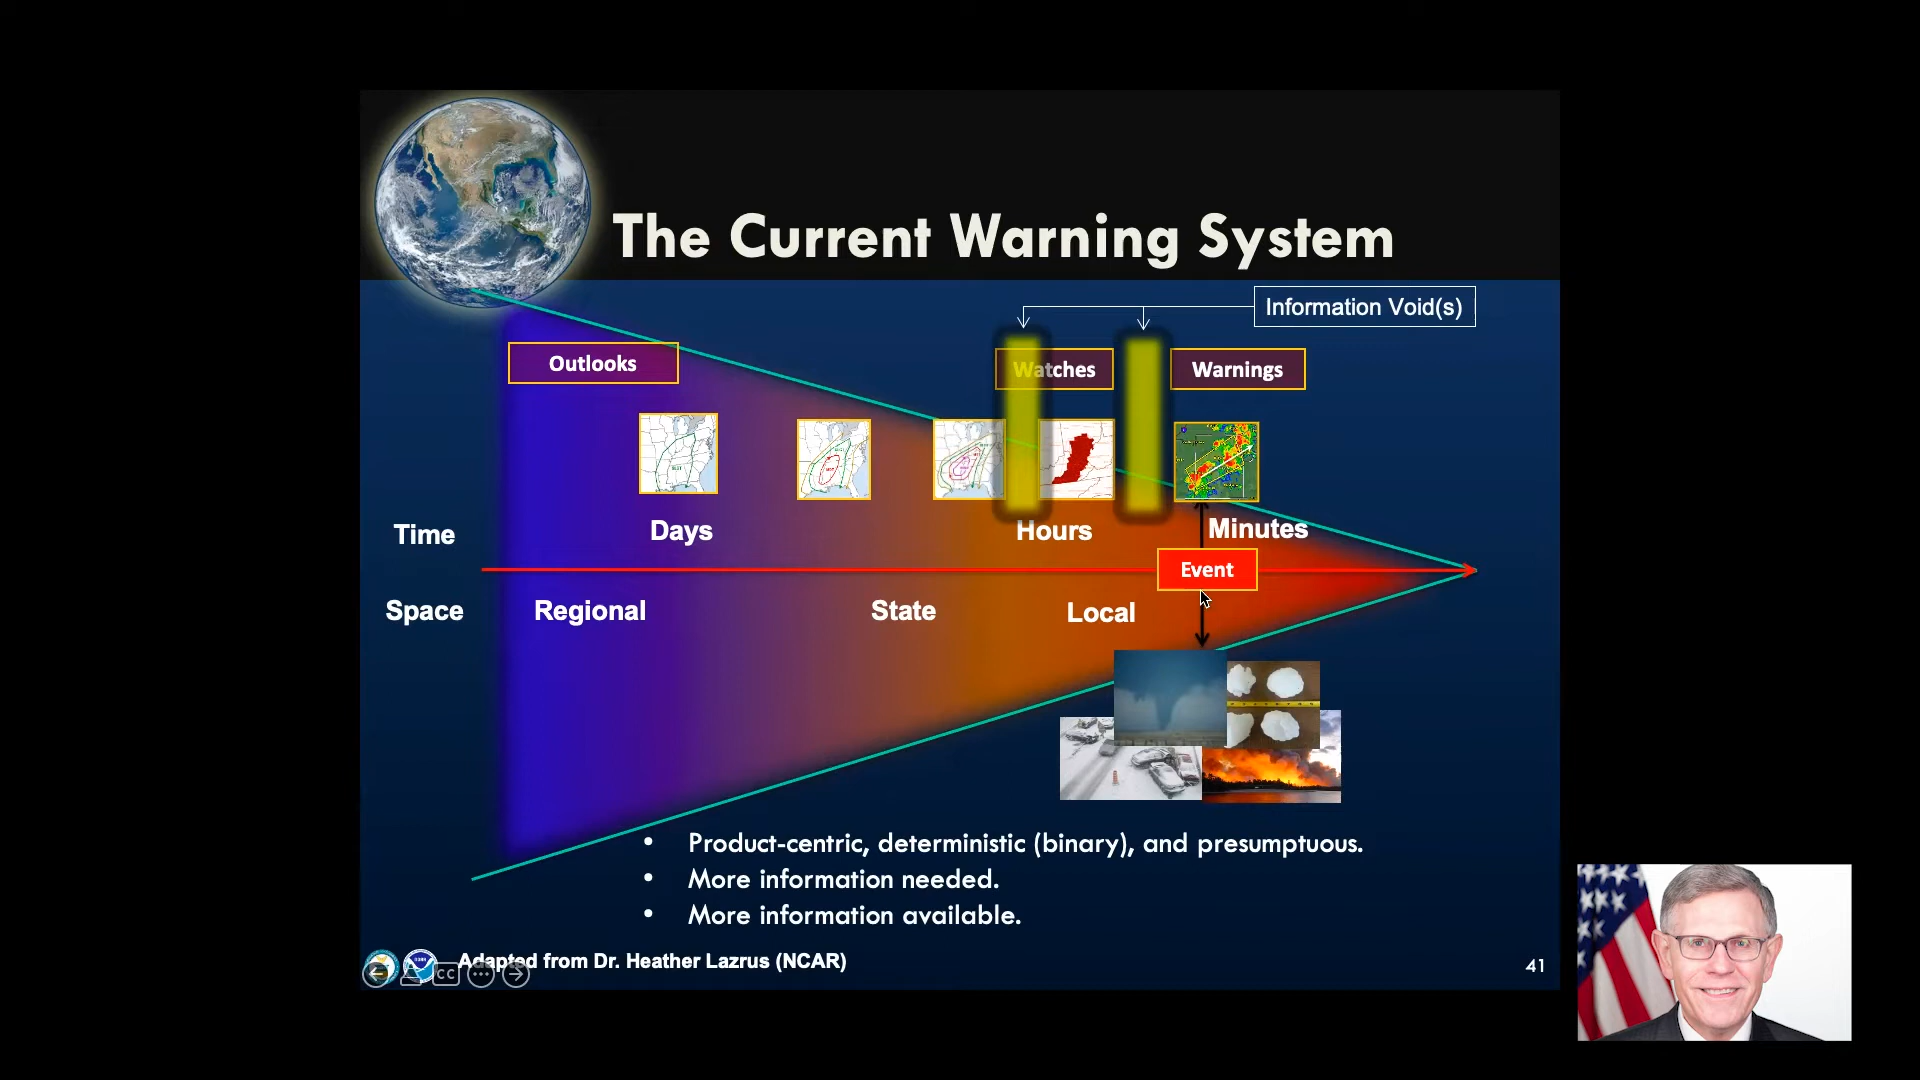 The Current Warning System
Information Void(s)
Outlooks
Watches
Warnings
Time
Days
Hours
Minutes
Event
Space
Regional
State
Local
• Product-centric, deterministic (binary), and presumptuous.
• More information needed.
• More information available.
Adapted from Dr. Heather Lazrus (NCAR)
CC
41